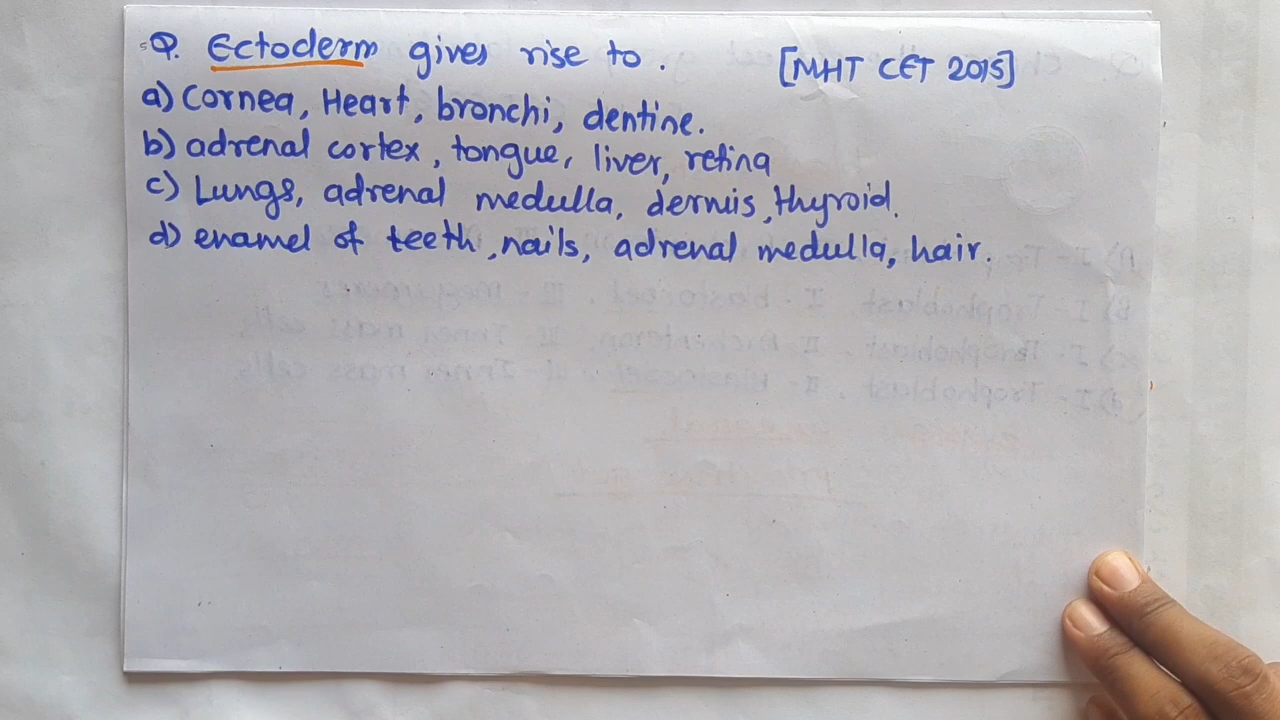 Q. Ectoderm gives rise to. [MHT CET 2015]
a) Cornea, Heart, bronchi, dentine.
b) adrenal cortex, tongue, liver, retina
c) Lungs, adrenal medulla, dermis, thyroid.
d) enamel of teeth, nails, adrenal medulla, hair.